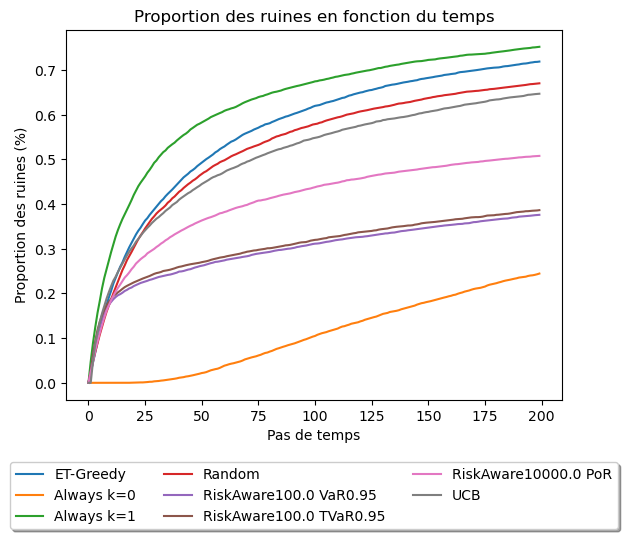 Proportion des ruines en fonction du temps
Proportion des ruines (%)
0.7
0.6
0.5
0.4
0.3
0.2
0.1
0.0
0 25 50 75 100 125 150 175 200
Pas de temps
ET-Greedy
Always k=0
Always k=1
Random
RiskAware100.0 VaR0.95
RiskAware100.0 TVaR0.95
RiskAware10000.0 PoR
UCB